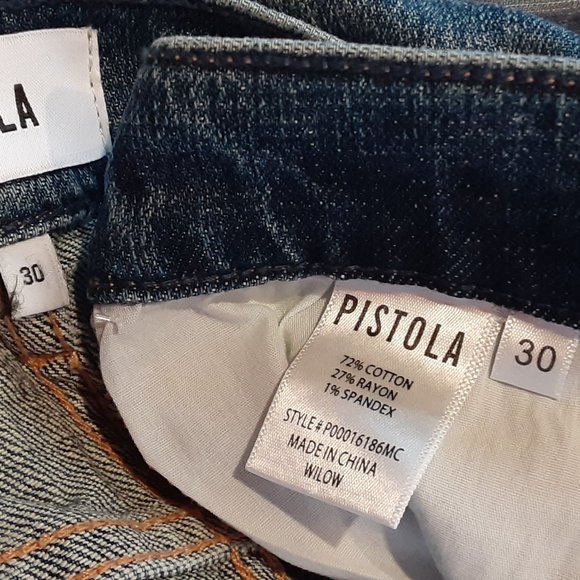 LA
30
PISTOLA
72% COTTON
27% RAYON
1% SPANDEX
STYLE # P00016186MC
MADE IN CHINA
WILOW
30